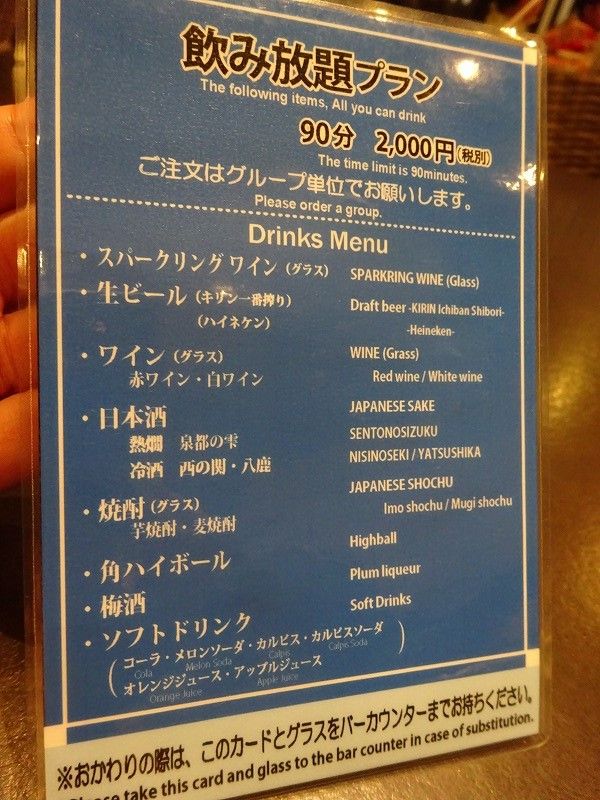 飲み放題プラン
The following items, All you can drink
90分 2,000円(税別)
The time limit is 90minutes.
ご注文はグループ単位でお願いします。
Please order a group.
Drinks Menu
・スパークリングワイン(グラス) SPARKRING WINE (Glass)
・生ビール(キリン一番搾り) Draft beer -KIRIN Ichiban Shibori-
(ハイネケン) -Heineken-
・ワイン(グラス) WINE (Grass)
赤ワイン・白ワイン Red wine / White wine
・日本酒 JAPANESE SAKE
熱燗 泉都の雫 SENTONOSIZUKU
冷酒 西の関・八鹿 NISINOSEKI / YATSUSHIKA
・焼酎(グラス) JAPANESE SHOCHU
芋焼酎・麦焼酎 Imo shochu / Mugi shochu
・角ハイボール Highball
・梅酒 Plum liqueur
・ソフトドリンク Soft Drinks
(コーラ・メロンソーダ・カルピス・カルピスソーダ
Cola Melon Soda Calpis Calpis Soda
オレンジジュース・アップルジュース)
Orange Juice Apple Juice
※おかわりの際は、このカードとグラスをバーカウンターまでお持ちください。
Please take this card and glass to the bar counter in case of substitution.